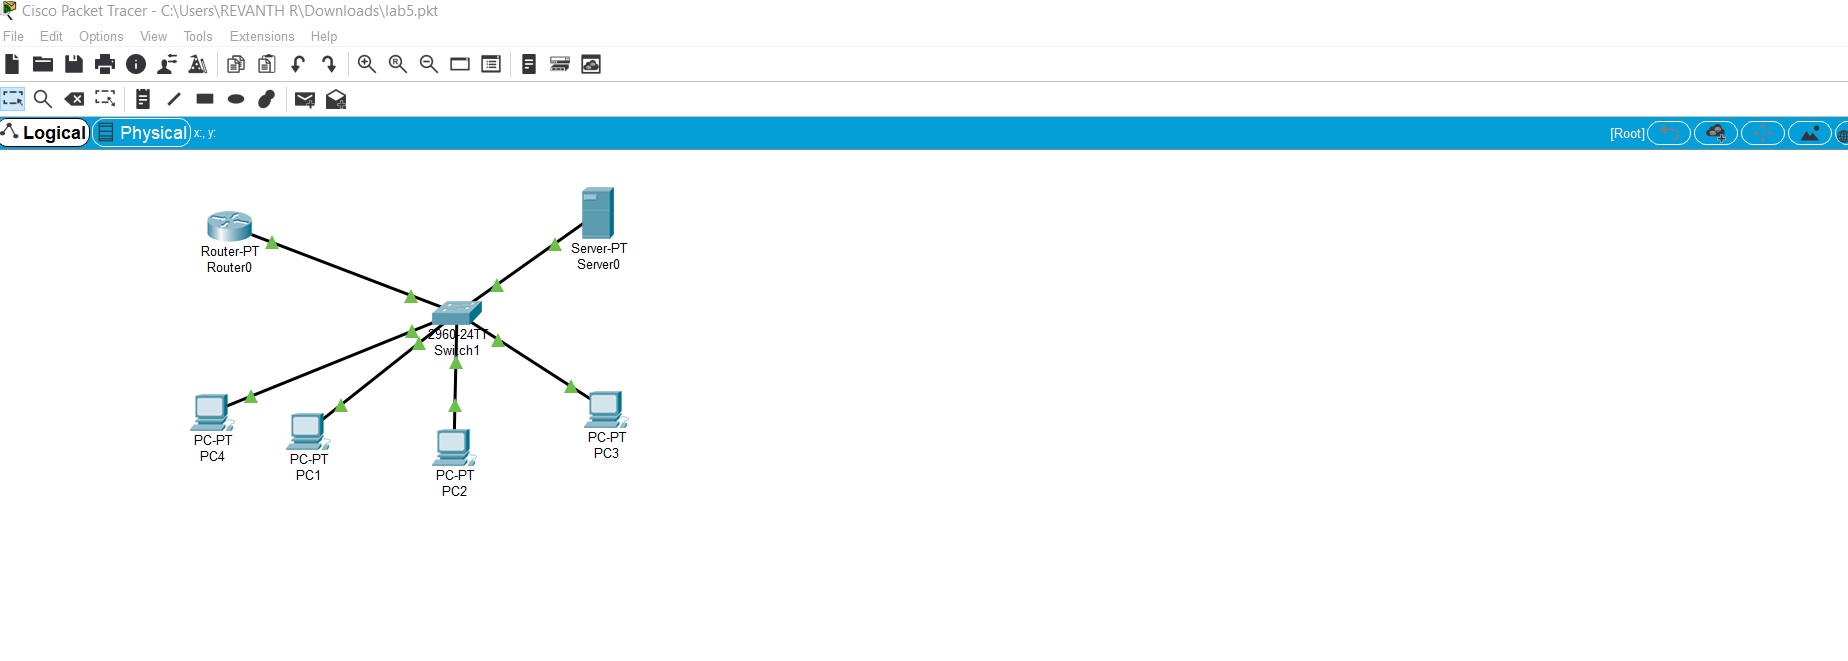 Cisco Packet Tracer - C:\Users\REVANTH R\Downloads\lab5.pkt
File Edit Options View Tools Extensions Help
Logical Physical x:, y: [Root]
Router-PT
Router0
Server-PT
Server0
2960-24TT
Switch1
PC-PT
PC4
PC-PT
PC1
PC-PT
PC2
PC-PT
PC3